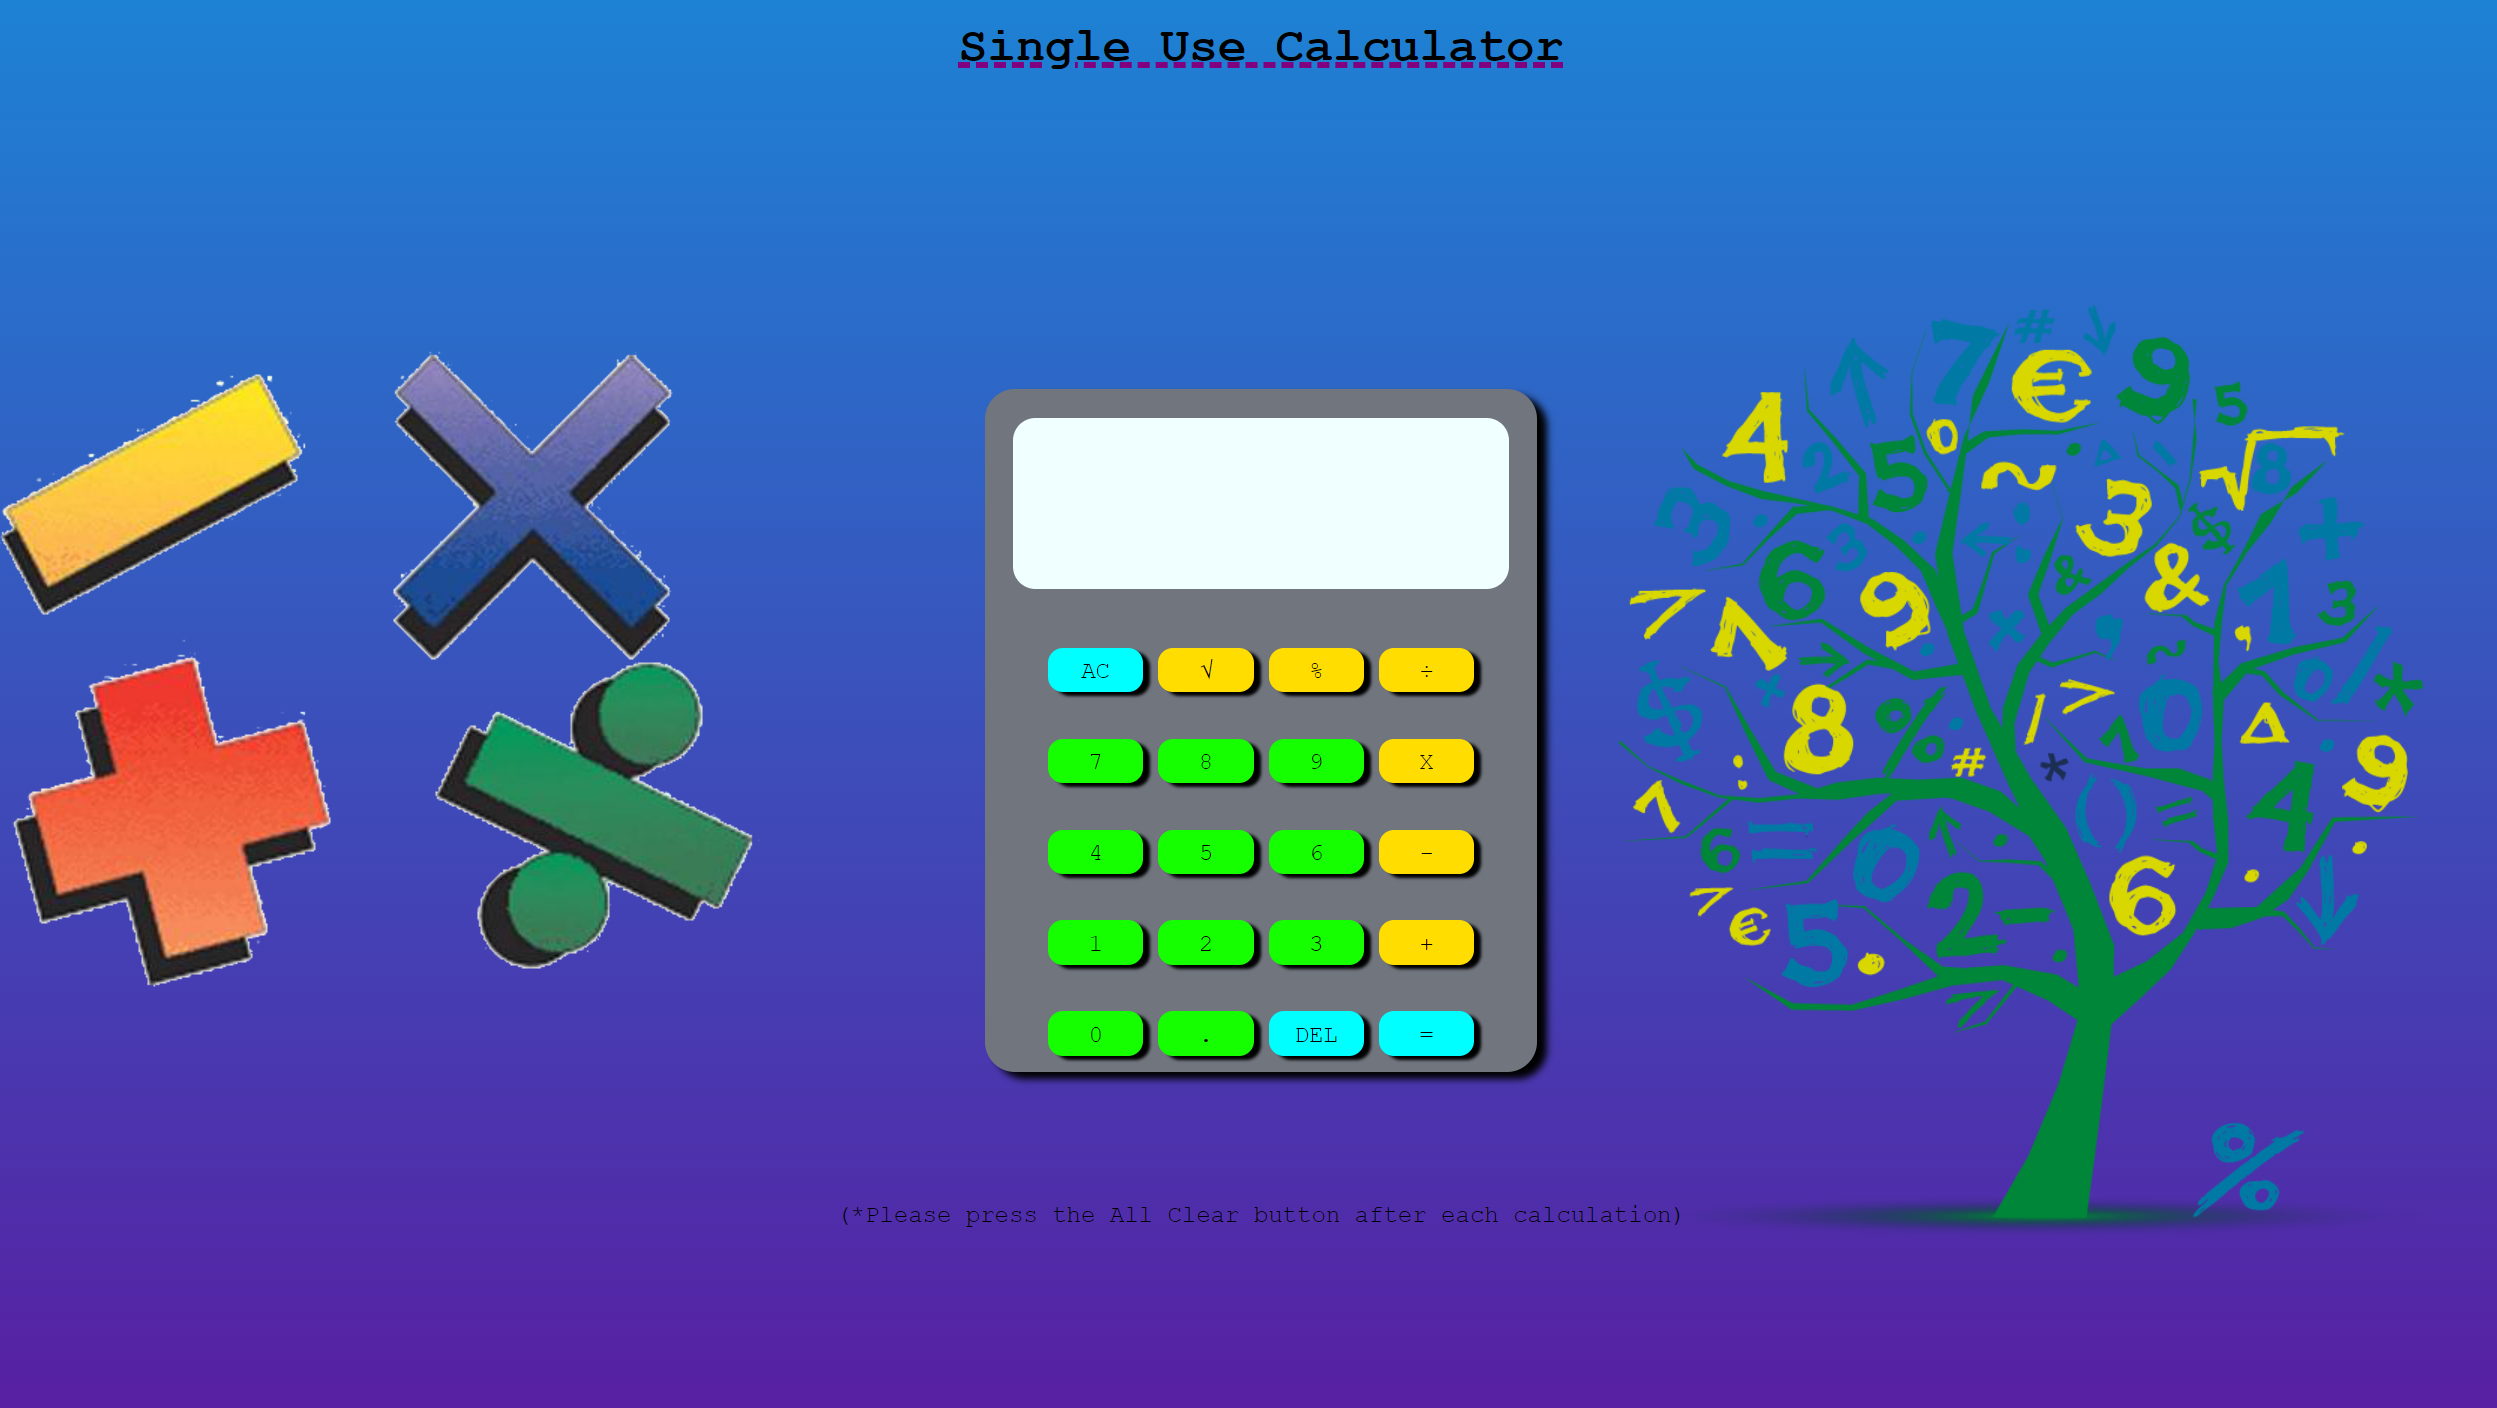 Single Use Calculator
AC √ % ÷
7 8 9 X
4 5 6 -
1 2 3 +
0 . DEL =
(*Please press the All Clear button after each calculation)